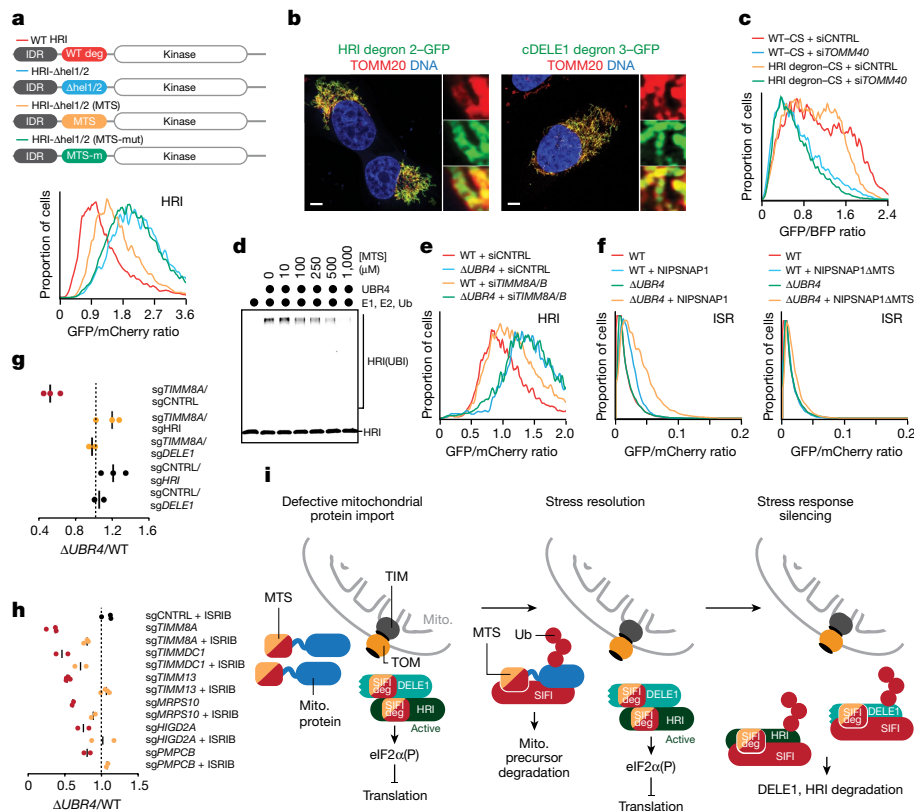 a
WT HRI
IDR WT deg Kinase
HRI-Δhel1/2
IDR Δhel1/2 Kinase
HRI-Δhel1/2 (MTS)
IDR MTS Kinase
HRI-Δhel1/2 (MTS-mut)
IDR MTS-m Kinase
Proportion of cells
HRI
0 0.9 1.8 2.7 3.6
GFP/mCherry ratio
b
HRI degron 2–GFP
TOMM20 DNA
cDELE1 degron 3–GFP
TOMM20 DNA
c
WT–CS + siCNTRL
WT–CS + siTOMM40
HRI degron–CS + siCNTRL
HRI degron–CS + siTOMM40
Proportion of cells
0 0.8 1.6 2.4
GFP/BFP ratio
d
0 10 100 250 500 1,000
[MTS]
(μM)
UBR4
E1, E2, Ub
HRI(UBI)
HRI
e
WT + siCNTRL
ΔUBR4 + siCNTRL
WT + siTIMM8A/B
ΔUBR4 + siTIMM8A/B
Proportion of cells
HRI
0 0.5 1.0 1.5 2.0
GFP/mCherry ratio
f
WT
WT + NIPSNAP1
ΔUBR4
ΔUBR4 + NIPSNAP1
Proportion of cells
ISR
0 0.1 0.2
GFP/mCherry ratio
WT
WT + NIPSNAP1ΔMTS
ΔUBR4
ΔUBR4 + NIPSNAP1ΔMTS
Proportion of cells
ISR
0 0.1 0.2
GFP/mCherry ratio
g
sgTIMM8A/
sgCNTRL
sgTIMM8A/
sgHRI
sgTIMM8A/
sgDELE1
sgCNTRL/
sgHRI
sgCNTRL/
sgDELE1
0.4 0.8 1.2 1.6
ΔUBR4/WT
h
sgCNTRL + ISRIB
sgTIMM8A
sgTIMM8A + ISRIB
sgTIMMDC1
sgTIMMDC1 + ISRIB
sgTIMM13
sgTIMM13 + ISRIB
sgMRPS10
sgMRPS10 + ISRIB
sgHIGD2A
sgHIGD2A + ISRIB
sgPMPCB
sgPMPCB + ISRIB
0 0.5 1.0 1.5
ΔUBR4/WT
i
Defective mitochondrial
protein import
TIM
MTS
Mito.
TOM
Mito.
protein
SIFI
deg
DELE1
SIFI
deg
HRI
Active
eIF2α(P)
Translation
Stress resolution
Ub
MTS
SIFI
Mito.
precursor
degradation
SIFI
deg
DELE1
SIFI
deg
HRI
Active
eIF2α(P)
Translation
Stress response
silencing
SIFI
deg
HRI
SIFI
SIFI
deg
DELE1
SIFI
DELE1, HRI degradation